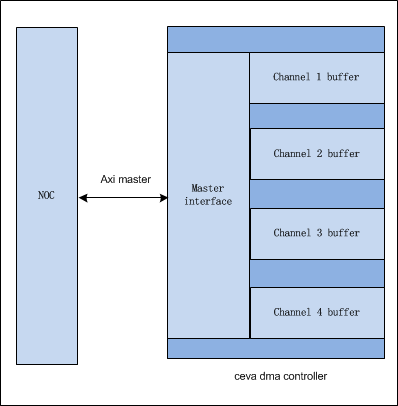 Channel 1 buffer
Channel 2 buffer
Axi master
NOC
Master
interface
Channel 3 buffer
Channel 4 buffer
ceva dma controller